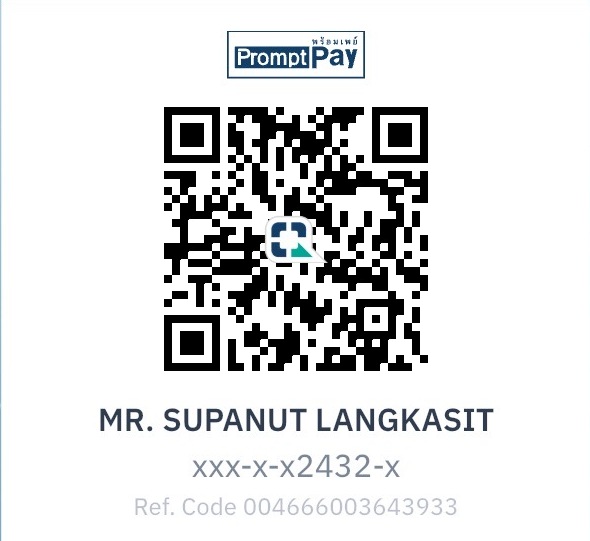 พร้อมเพย์
PromptPay
MR. SUPANUT LANGKASIT
xxx-x-x2432-x
Ref. Code 004666003643933